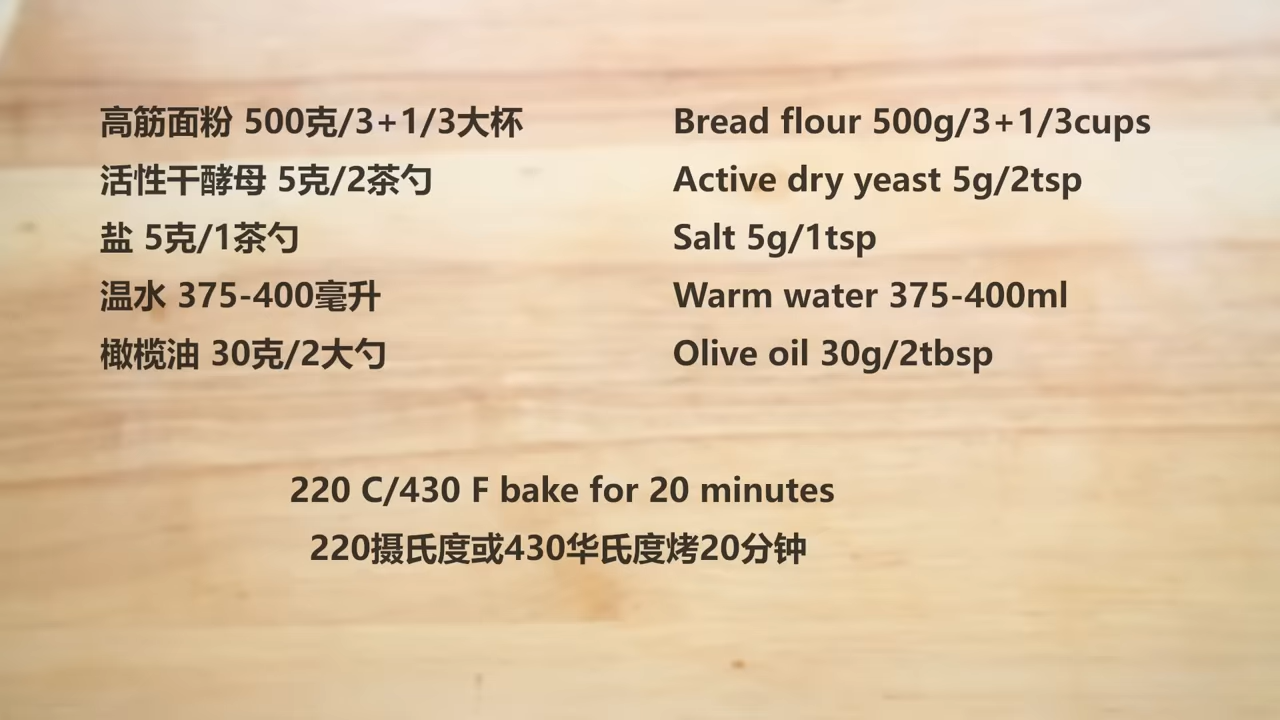 高筋面粉 500克/3+1/3大杯
活性干酵母 5克/2茶勺
盐 5克/1茶勺
温水 375-400毫升
橄榄油 30克/2大勺
Bread flour 500g/3+1/3cups
Active dry yeast 5g/2tsp
Salt 5g/1tsp
Warm water 375-400ml
Olive oil 30g/2tbsp
220 C/430 F bake for 20 minutes
220摄氏度或430华氏度烤20分钟